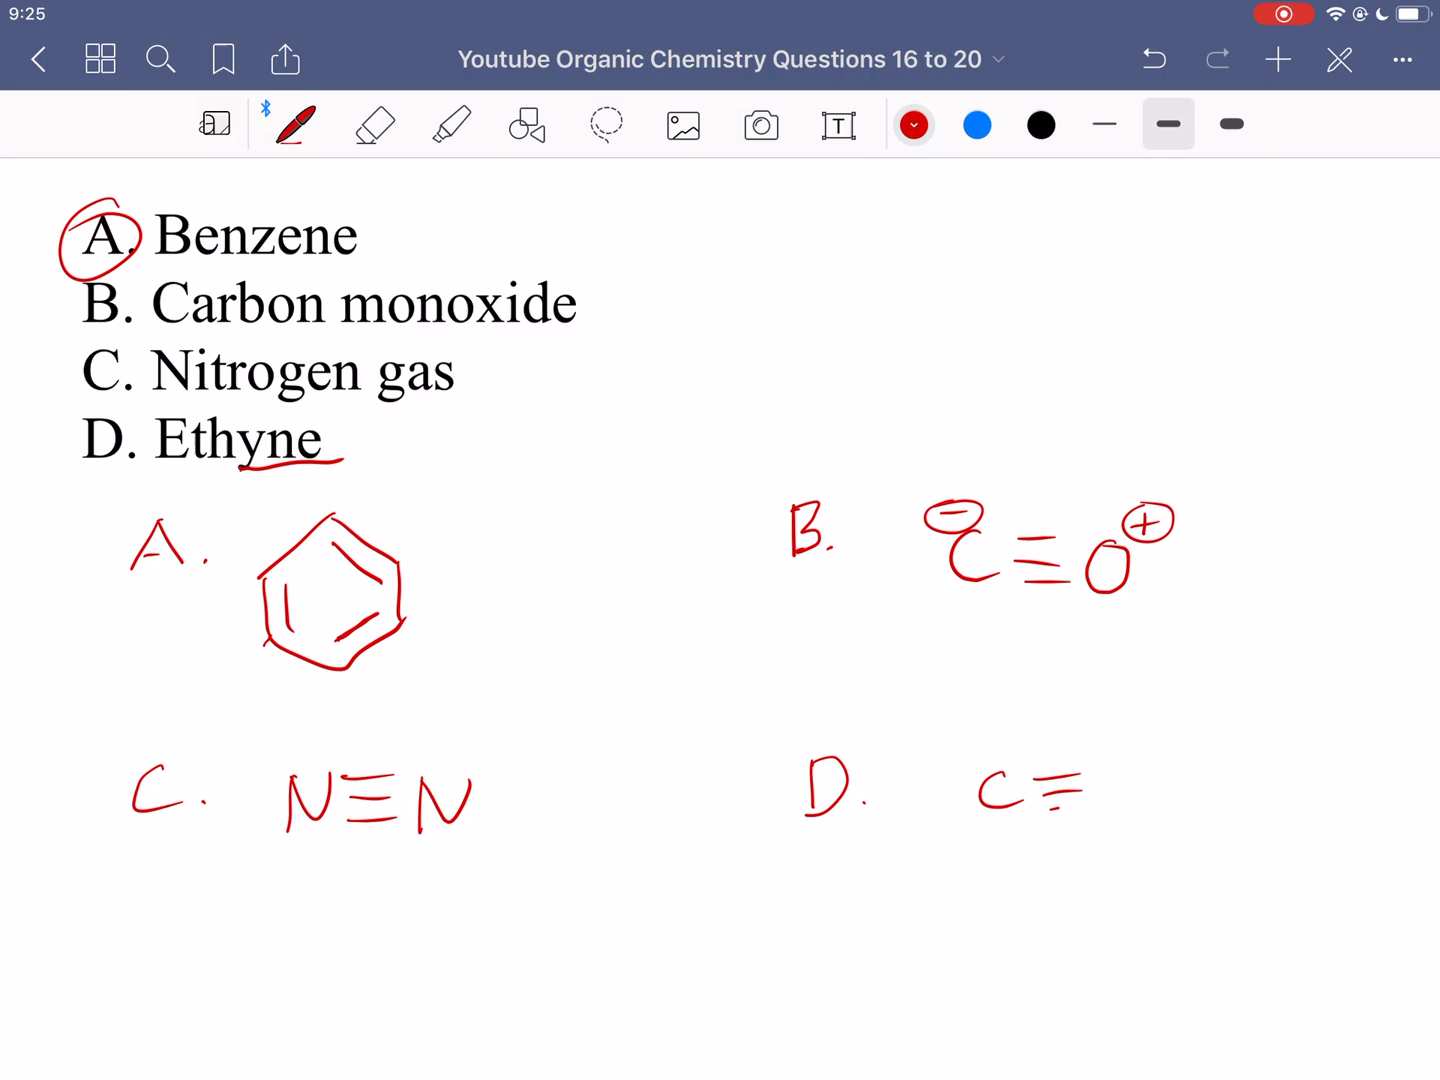 9:25
Youtube Organic Chemistry Questions 16 to 20
T
A. Benzene
B. Carbon monoxide
C. Nitrogen gas
D. Ethyne
A.
B. ⊖C≡O⊕
C. N≡N
D. C≡